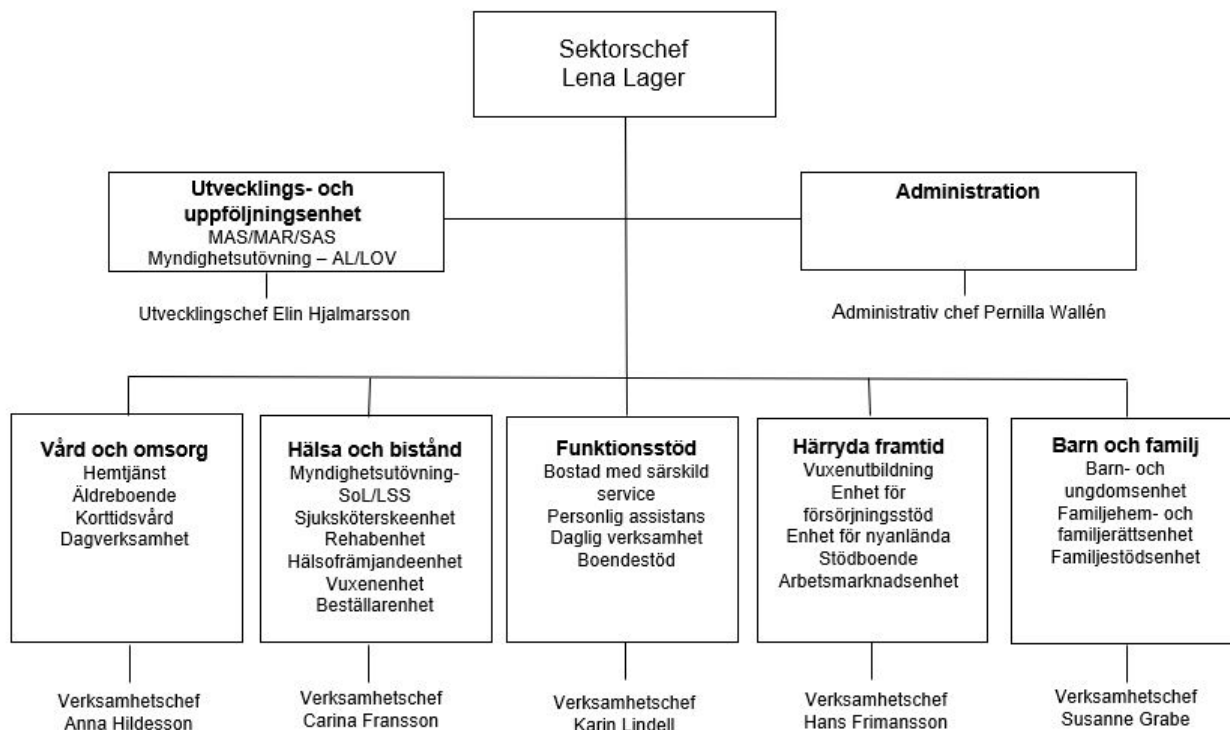 Sektorschef
Lena Lager
Utvecklings- och
uppföljningsenhet
MAS/MAR/SAS
Myndighetsutövning – AL/LOV
Utvecklingschef Elin Hjalmarsson
Administration
Administrativ chef Pernilla Wallén
Vård och omsorg
Hemtjänst
Äldreboende
Korttidsvård
Dagverksamhet
Verksamhetschef
Anna Hildesson
Hälsa och bistånd
Myndighetsutövning-
SoL/LSS
Sjuksköterskeenhet
Rehabenhet
Hälsofrämjandeenhet
Vuxenenhet
Beställarenhet
Verksamhetschef
Carina Fransson
Funktionsstöd
Bostad med särskild
service
Personlig assistans
Daglig verksamhet
Boendestöd
Verksamhetschef
Karin Lindell
Härryda framtid
Vuxenutbildning
Enhet för
försörjningsstöd
Enhet för nyanlända
Stödboende
Arbetsmarknadsenhet
Verksamhetschef
Hans Frimansson
Barn och familj
Barn- och
ungdomsenhet
Familjehem- och
familjerättsenhet
Familjestödsenhet
Verksamhetschef
Susanne Grabe